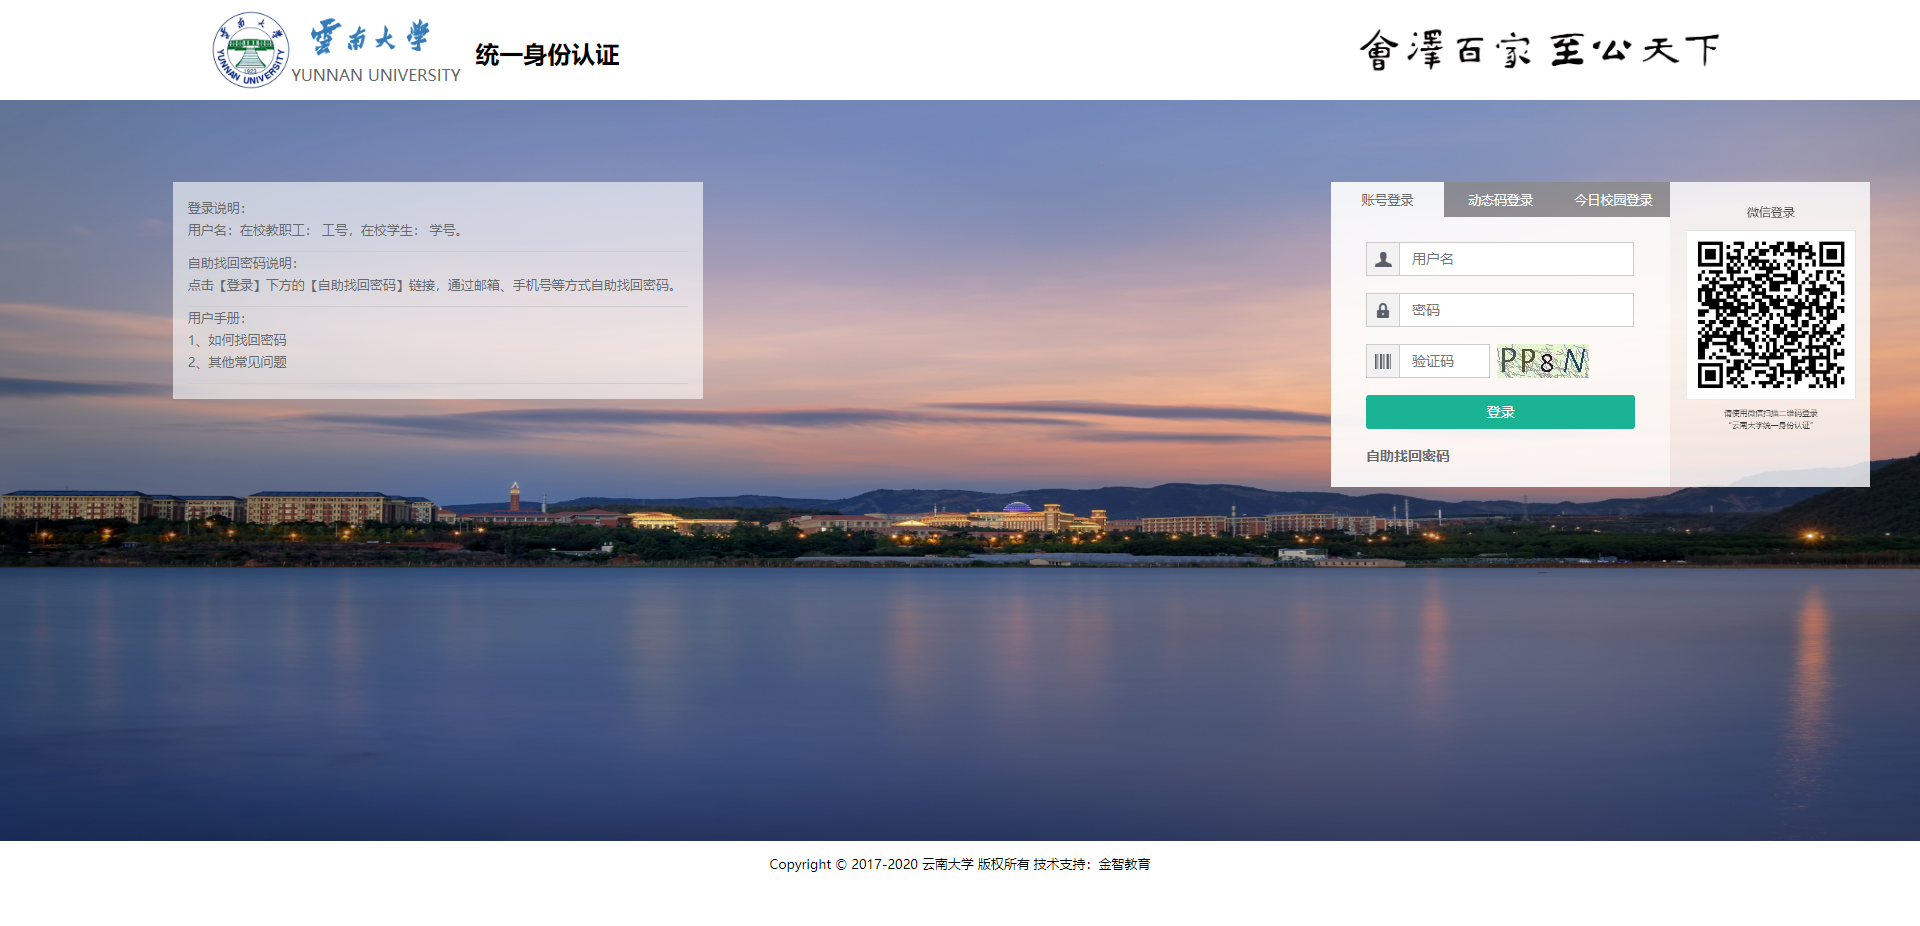 雲南大學
YUNNAN UNIVERSITY
统一身份认证
會澤百家 至公天下
登录说明：
用户名：在校教职工： 工号，在校学生： 学号。
自助找回密码说明：
点击【登录】下方的【自助找回密码】链接，通过邮箱、手机号等方式自助找回密码。
用户手册：
1、如何找回密码
2、其他常见问题
账号登录
动态码登录
今日校园登录
用户名
密码
验证码
PP8N
登录
自助找回密码
微信登录
请使用微信扫描二维码登录
“云南大学统一身份认证”
Copyright © 2017-2020 云南大学 版权所有 技术支持：金智教育